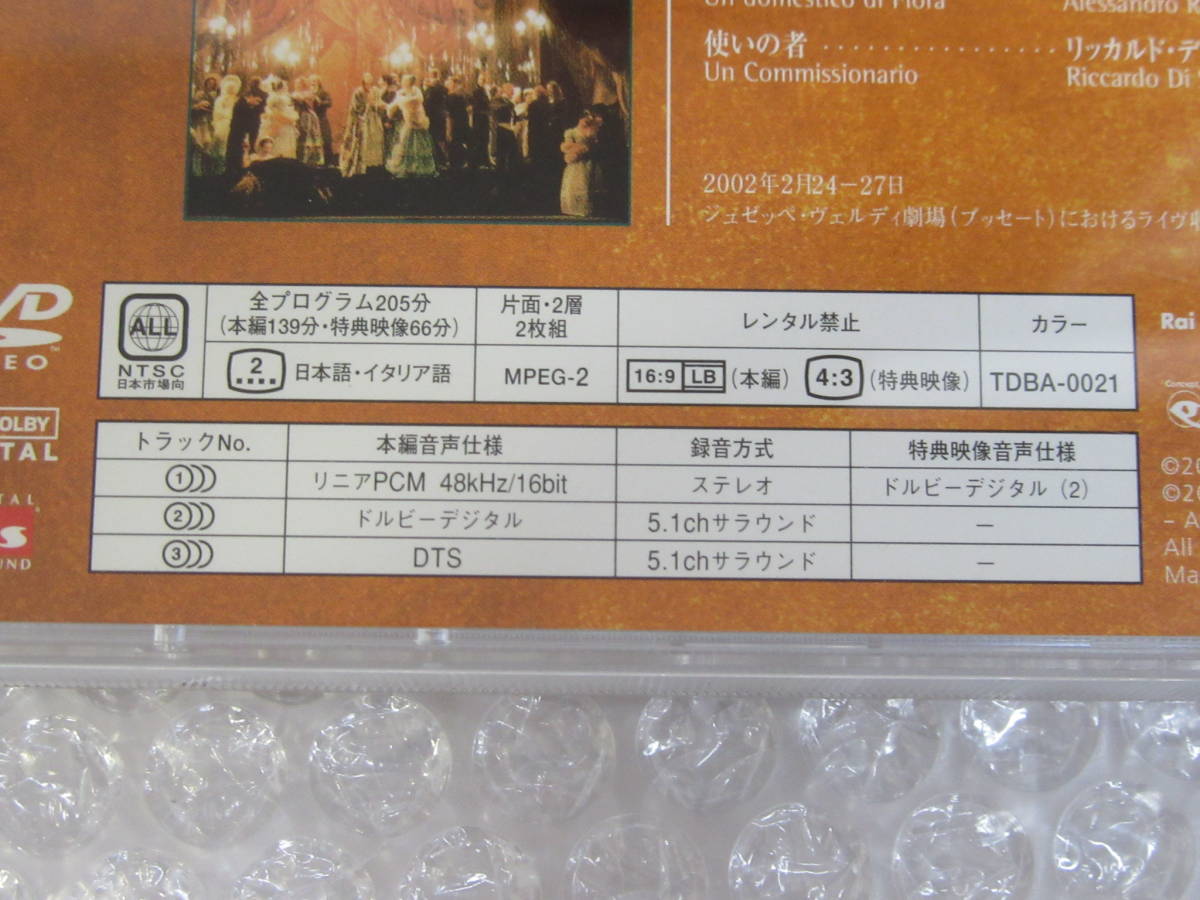 Un domestico di Flora
Alessandro
使いの者 ‥‥‥‥‥‥‥‥ リッカルド・デ
Un Commissionario
Riccardo Di
2002年2月24−27日
ジュゼッペ・ヴェルディ劇場(ブッセート)におけるライヴ
ALL
NTSC
日本市場向
全プログラム205分
(本編139分・特典映像66分)
片面・2層
2枚組
レンタル禁止
カラー
2
日本語・イタリア語
MPEG-2
16:9 LB (本編) 4:3 (特典映像)
TDBA-0021
Rai
トラックNo. 本編音声仕様 録音方式 特典映像音声仕様
1 リニアPCM 48kHz/16bit ステレオ ドルビーデジタル (2)
2 ドルビーデジタル 5.1chサラウンド −
3 DTS 5.1chサラウンド −
©20
©20
– A
All
Ma